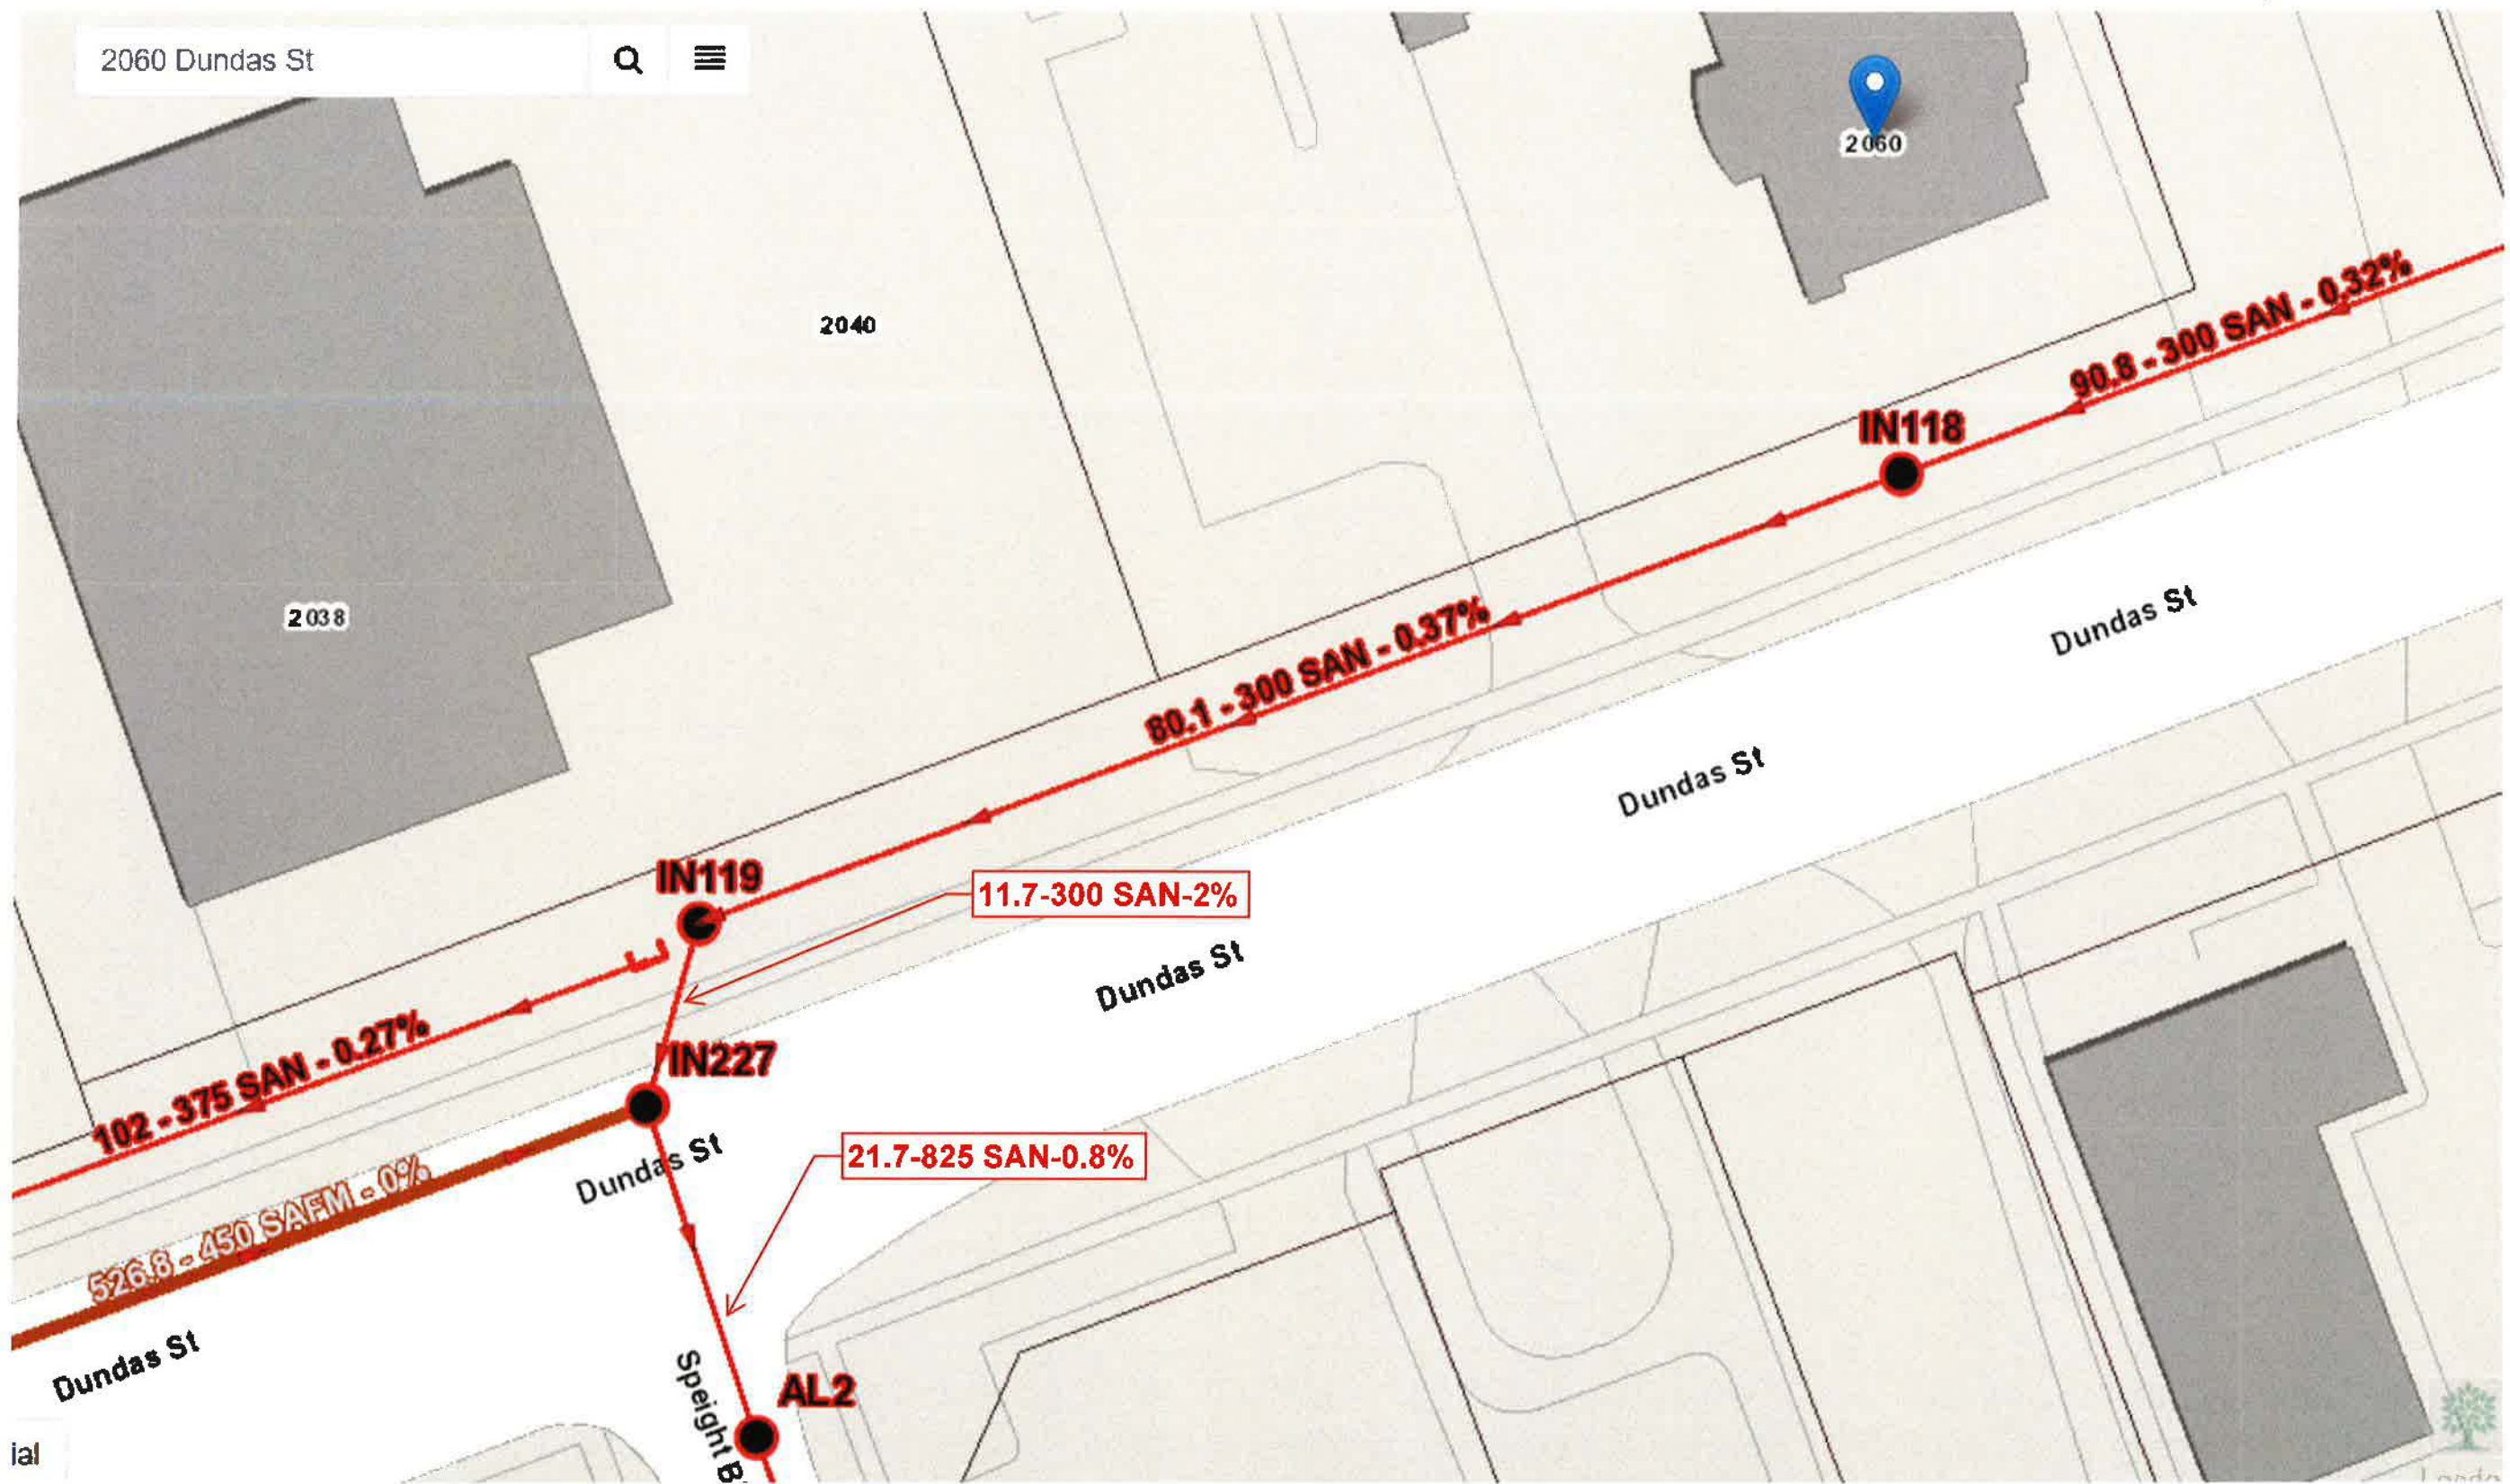 2060 Dundas St
2060
2040
90.8 - 300 SAN - 0.32%
IN118
2038
80.1 - 300 SAN - 0.37%
Dundas St
Dundas St
IN119
11.7-300 SAN-2%
Dundas St
102 - 375 SAN - 0.27%
IN227
21.7-825 SAN-0.8%
Dundas St
526.8 - 450 SAFM - 0%
Dundas St
Speight B
AL2
ial